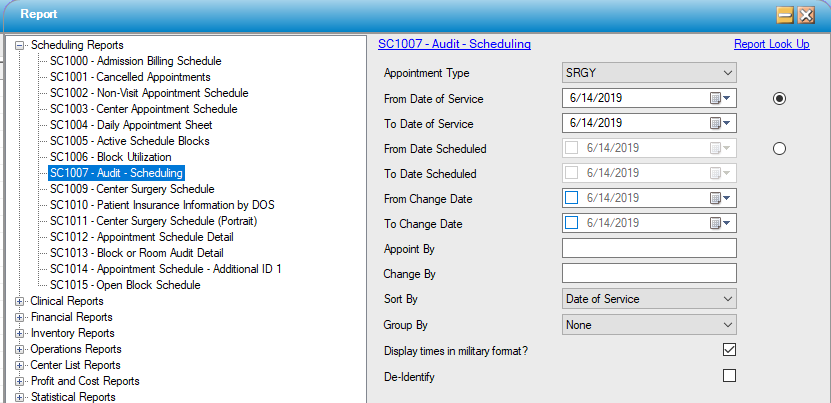 Report
Scheduling Reports
SC1000 - Admission Billing Schedule
SC1001 - Cancelled Appointments
SC1002 - Non-Visit Appointment Schedule
SC1003 - Center Appointment Schedule
SC1004 - Daily Appointment Sheet
SC1005 - Active Schedule Blocks
SC1006 - Block Utilization
SC1007 - Audit - Scheduling
SC1009 - Center Surgery Schedule
SC1010 - Patient Insurance Information by DOS
SC1011 - Center Surgery Schedule (Portrait)
SC1012 - Appointment Schedule Detail
SC1013 - Block or Room Audit Detail
SC1014 - Appointment Schedule - Additional ID 1
SC1015 - Open Block Schedule
Clinical Reports
Financial Reports
Inventory Reports
Operations Reports
Center List Reports
Profit and Cost Reports
Statistical Reports
SC1007 - Audit - Scheduling Report Look Up
Appointment Type SRGY
From Date of Service 6/14/2019
To Date of Service 6/14/2019
From Date Scheduled 6/14/2019
To Date Scheduled 6/14/2019
From Change Date 6/14/2019
To Change Date 6/14/2019
Appoint By
Change By
Sort By Date of Service
Group By None
Display times in military format?
De-Identify